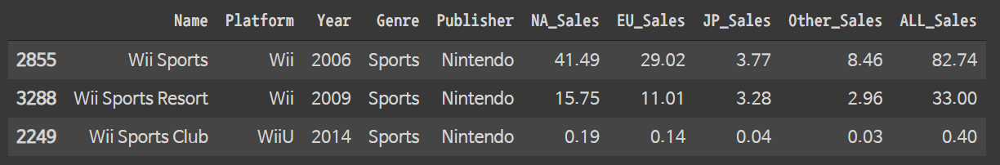 Name Platform Year Genre Publisher NA_Sales EU_Sales JP_Sales Other_Sales ALL_Sales
2855 Wii Sports Wii 2006 Sports Nintendo 41.49 29.02 3.77 8.46 82.74
3288 Wii Sports Resort Wii 2009 Sports Nintendo 15.75 11.01 3.28 2.96 33.00
2249 Wii Sports Club WiiU 2014 Sports Nintendo 0.19 0.14 0.04 0.03 0.40